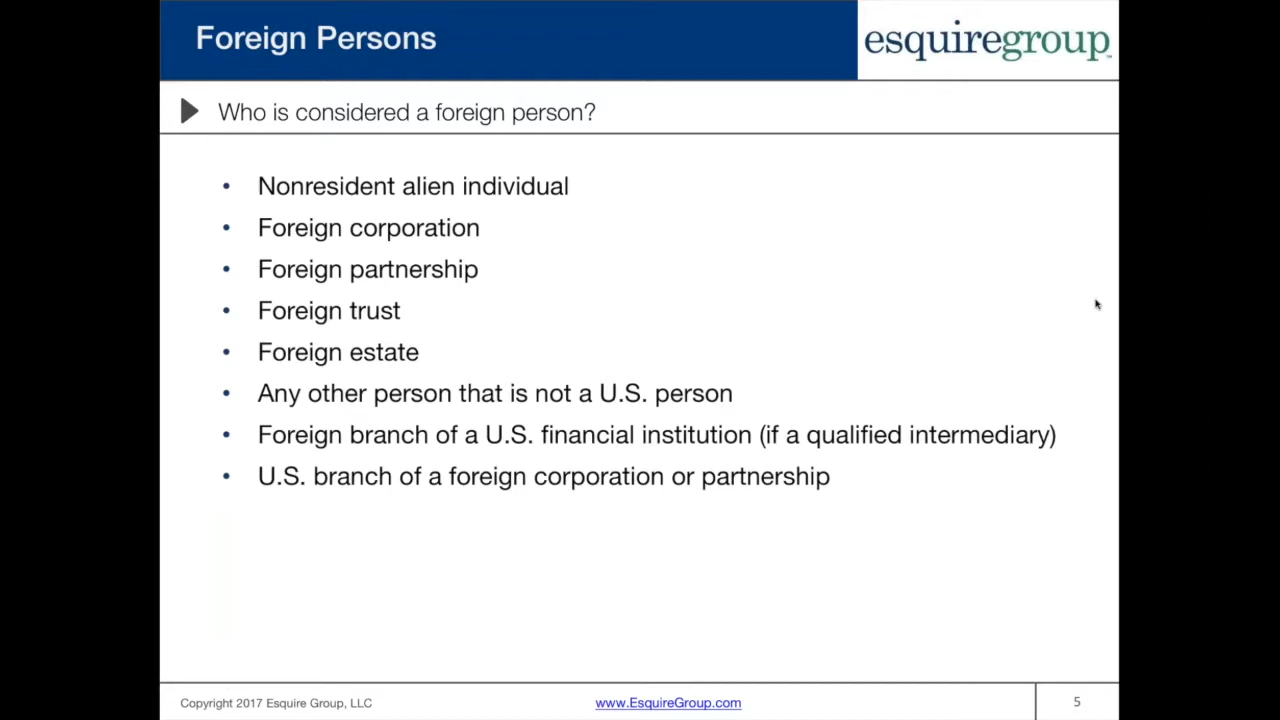 Foreign Persons
esquiregroup
Who is considered a foreign person?
• Nonresident alien individual
• Foreign corporation
• Foreign partnership
• Foreign trust
• Foreign estate
• Any other person that is not a U.S. person
• Foreign branch of a U.S. financial institution (if a qualified intermediary)
• U.S. branch of a foreign corporation or partnership
Copyright 2017 Esquire Group, LLC
www.EsquireGroup.com
5